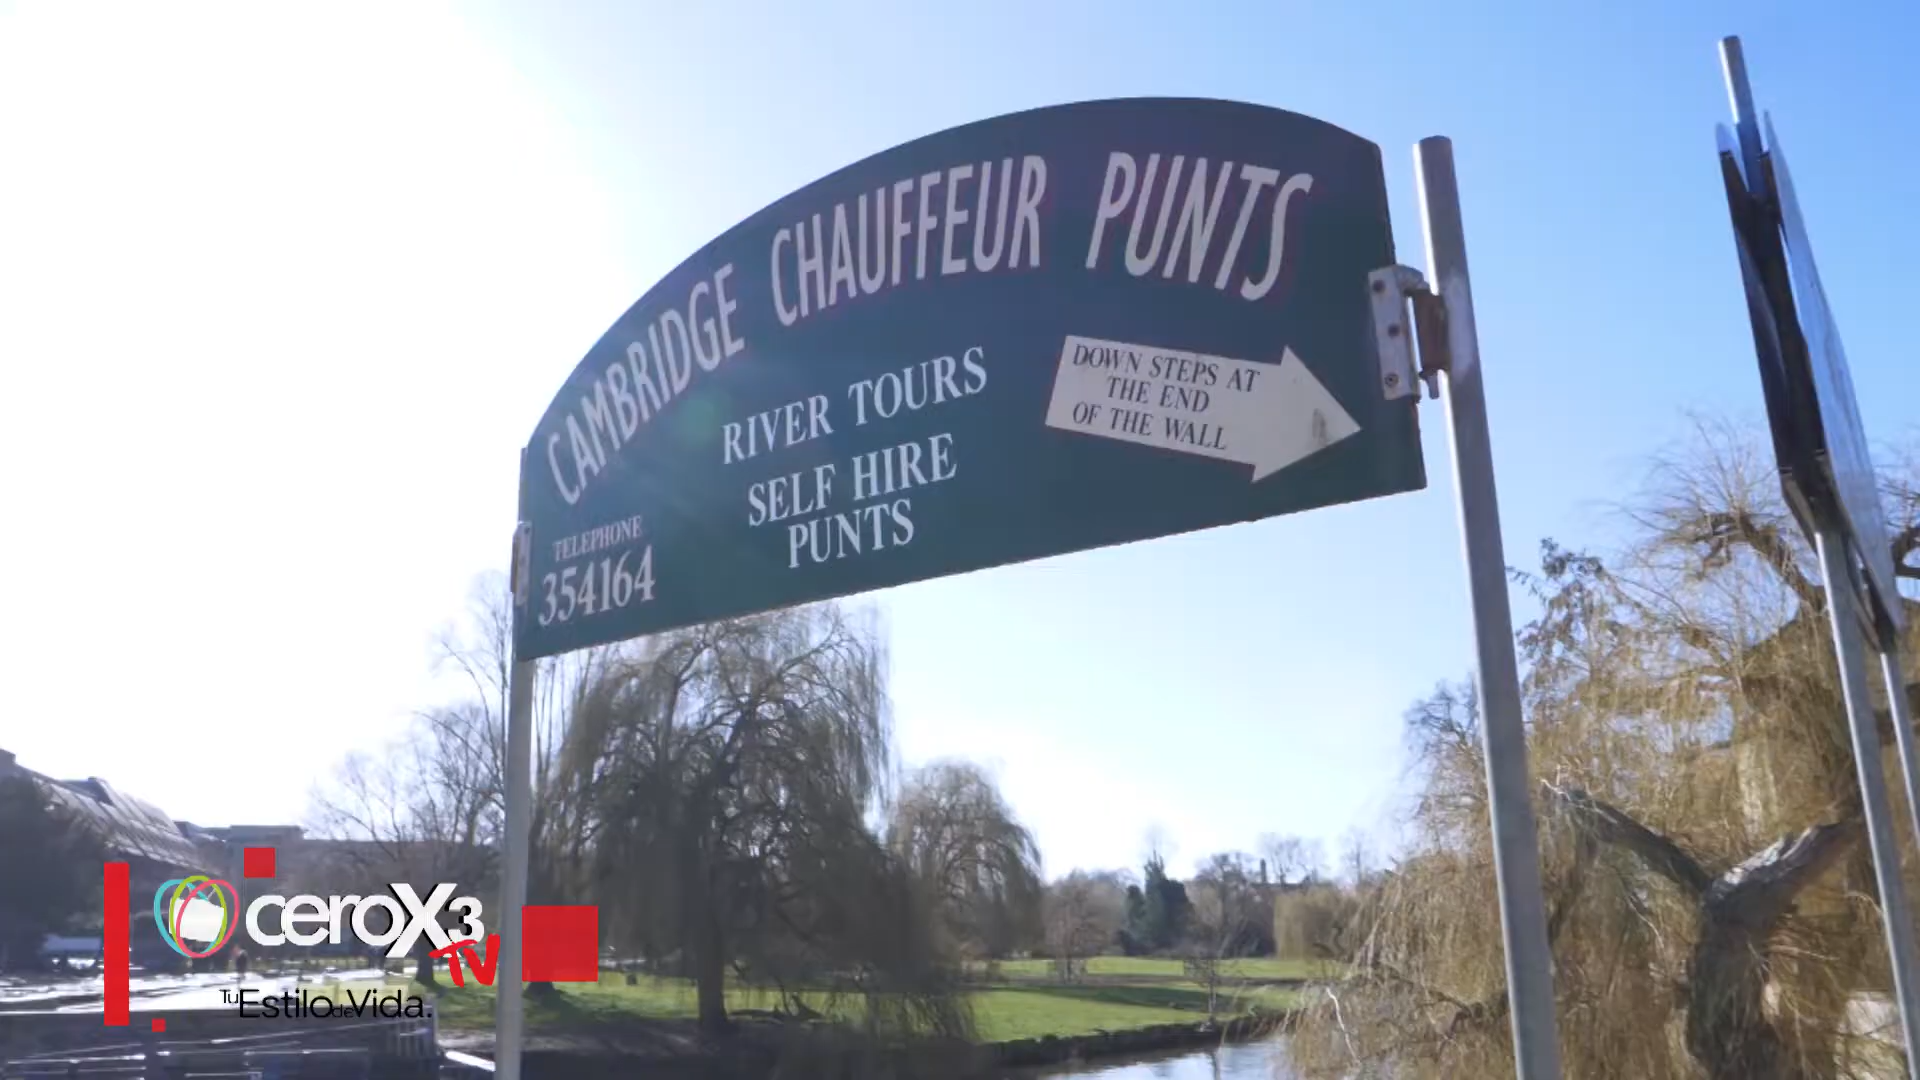 CAMBRIDGE CHAUFFEUR PUNTS
RIVER TOURS
SELF HIRE
PUNTS
DOWN STEPS AT
THE END
OF THE WALL
TELEPHONE
354164
ceroX3
TV
Tu Estilo de Vida.